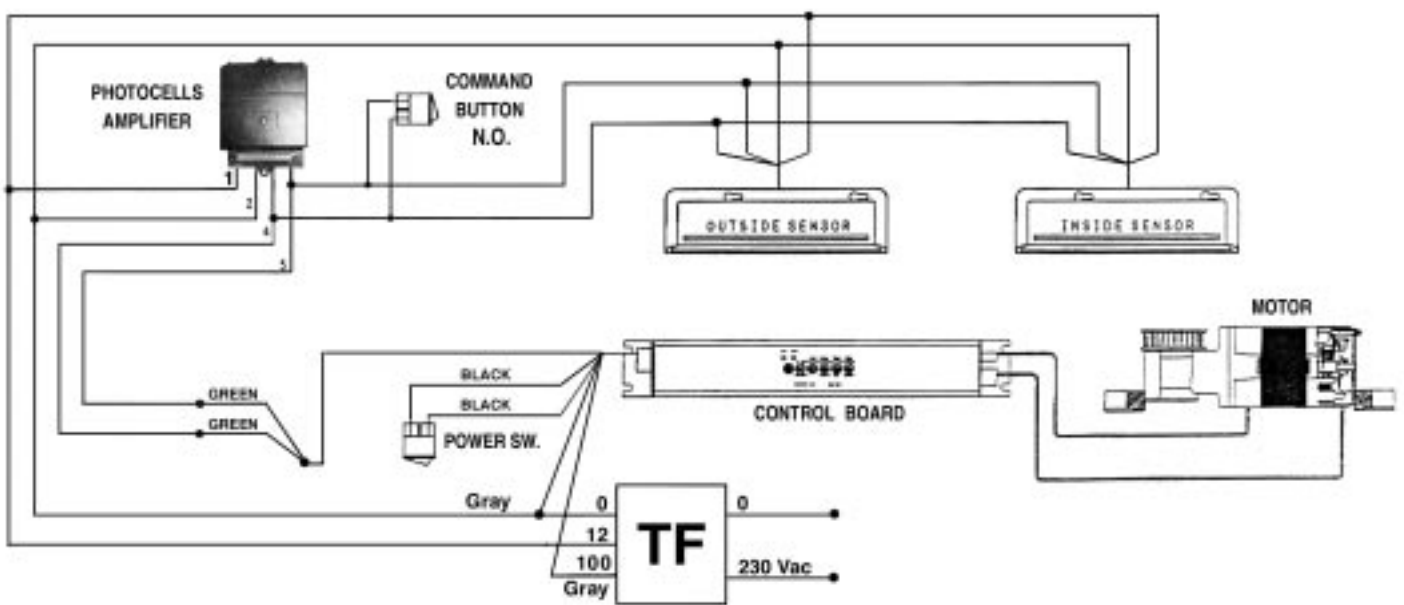 PHOTOCELLS
AMPLIFIER
COMMAND
BUTTON
N.O.
1
2
4
5
OUTSIDE SENSOR
INSIDE SENSOR
MOTOR
BLACK
BLACK
POWER SW.
CONTROL BOARD
GREEN
GREEN
Gray
0
0
12
TF
100
230 Vac
Gray